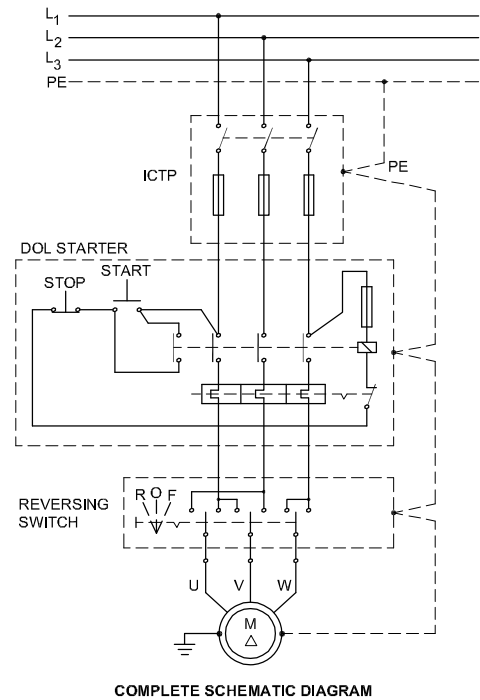 L1
L2
L3
PE
PE
ICTP
DOL STARTER
START
STOP
R O F
REVERSING
SWITCH
U V W
M
△
COMPLETE SCHEMATIC DIAGRAM